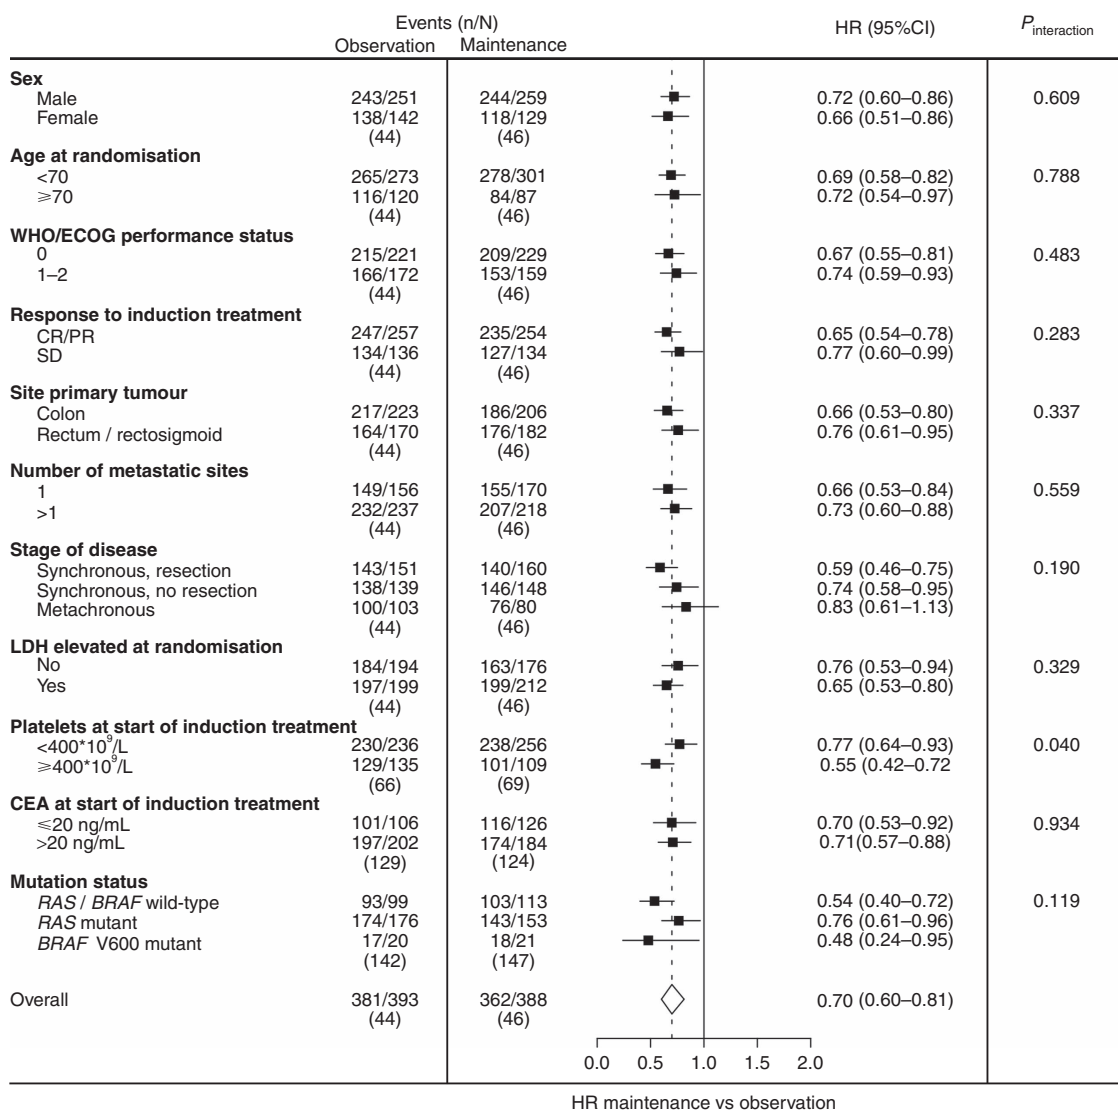 Events (n/N)
Observation Maintenance HR (95%CI) Pinteraction
Sex
Male 243/251 244/259 0.72 (0.60–0.86) 0.609
Female 138/142 118/129 0.66 (0.51–0.86)
(44) (46)
Age at randomisation
<70 265/273 278/301 0.69 (0.58–0.82) 0.788
⩾70 116/120 84/87 0.72 (0.54–0.97)
(44) (46)
WHO/ECOG performance status
0 215/221 209/229 0.67 (0.55–0.81) 0.483
1–2 166/172 153/159 0.74 (0.59–0.93)
(44) (46)
Response to induction treatment
CR/PR 247/257 235/254 0.65 (0.54–0.78) 0.283
SD 134/136 127/134 0.77 (0.60–0.99)
(44) (46)
Site primary tumour
Colon 217/223 186/206 0.66 (0.53–0.80) 0.337
Rectum / rectosigmoid 164/170 176/182 0.76 (0.61–0.95)
(44) (46)
Number of metastatic sites
1 149/156 155/170 0.66 (0.53–0.84) 0.559
>1 232/237 207/218 0.73 (0.60–0.88)
(44) (46)
Stage of disease
Synchronous, resection 143/151 140/160 0.59 (0.46–0.75) 0.190
Synchronous, no resection 138/139 146/148 0.74 (0.58–0.95)
Metachronous 100/103 76/80 0.83 (0.61–1.13)
(44) (46)
LDH elevated at randomisation
No 184/194 163/176 0.76 (0.53–0.94) 0.329
Yes 197/199 199/212 0.65 (0.53–0.80)
(44) (46)
Platelets at start of induction treatment
<400*10⁹/L 230/236 238/256 0.77 (0.64–0.93) 0.040
⩾400*10⁹/L 129/135 101/109 0.55 (0.42–0.72
(66) (69)
CEA at start of induction treatment
⩽20 ng/mL 101/106 116/126 0.70 (0.53–0.92) 0.934
>20 ng/mL 197/202 174/184 0.71(0.57–0.88)
(129) (124)
Mutation status
RAS / BRAF wild-type 93/99 103/113 0.54 (0.40–0.72) 0.119
RAS mutant 174/176 143/153 0.76 (0.61–0.96)
BRAF V600 mutant 17/20 18/21 0.48 (0.24–0.95)
(142) (147)
Overall 381/393 362/388 0.70 (0.60–0.81)
(44) (46)
0.0 0.5 1.0 1.5 2.0
HR maintenance vs observation